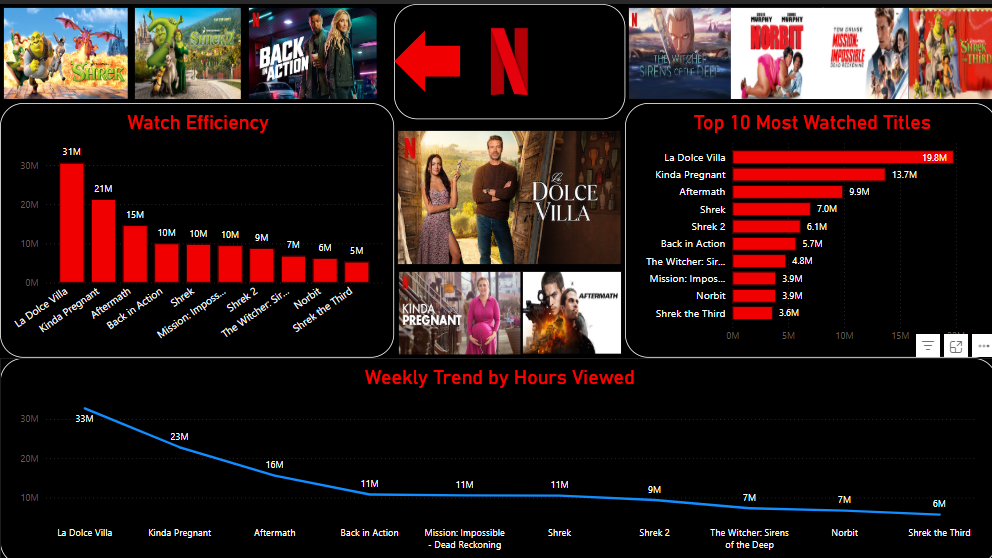 SHREK
SHREK 2
N
BACK
IN ACTION
N
N
THE WITCHER
SIRENS OF THE DEEP
EDDIE MURPHY
NORBIT
TOM CRUISE
MISSION:
IMPOSSIBLE
DEAD RECKONING
SHREK
THE THIRD
Watch Efficiency
30M
20M
10M
0M
31M
21M
15M
10M
10M
10M
9M
7M
6M
5M
La Dolce Villa
Kinda Pregnant
Aftermath
Back in Action
Shrek
Mission: Imposs...
Shrek 2
The Witcher: Sir...
Norbit
Shrek the Third
N
La
DOLCE
VILLA
KINDA
PREGNANT
AFTERMATH
Top 10 Most Watched Titles
La Dolce Villa 19.8M
Kinda Pregnant 13.7M
Aftermath 9.9M
Shrek 7.0M
Shrek 2 6.1M
Back in Action 5.7M
The Witcher: Sir... 4.8M
Mission: Impos... 3.9M
Norbit 3.9M
Shrek the Third 3.6M
0M 5M 10M 15M
Weekly Trend by Hours Viewed
30M
20M
10M
33M
23M
16M
11M
11M
11M
9M
7M
7M
6M
La Dolce Villa
Kinda Pregnant
Aftermath
Back in Action
Mission: Impossible
- Dead Reckoning
Shrek
Shrek 2
The Witcher: Sirens
of the Deep
Norbit
Shrek the Third